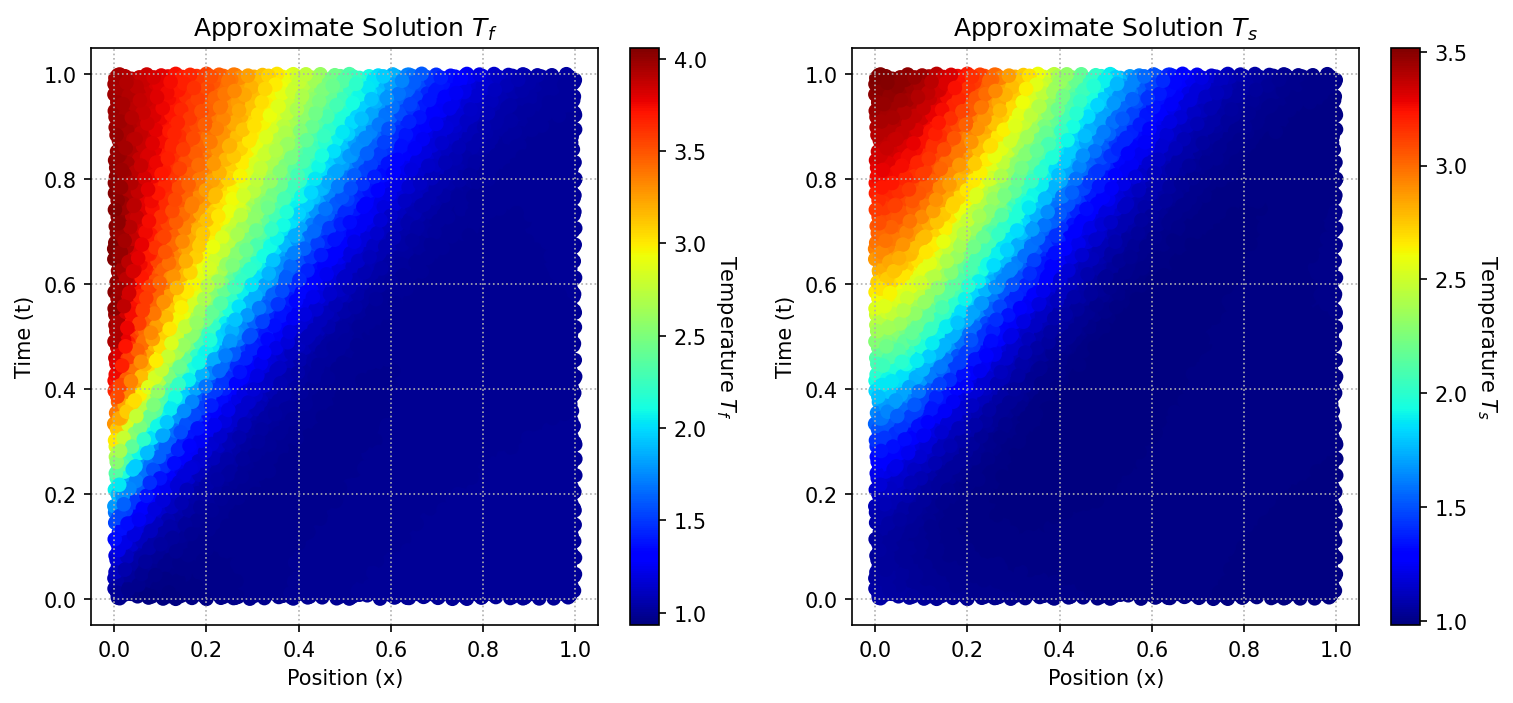 Approximate Solution $T_f$
1.0
0.8
0.6
0.4
0.2
0.0
Time (t)
0.0 0.2 0.4 0.6 0.8 1.0
Position (x)
4.0
3.5
3.0
2.5
2.0
1.5
1.0
Temperature $T_f$
Approximate Solution $T_s$
1.0
0.8
0.6
0.4
0.2
0.0
Time (t)
0.0 0.2 0.4 0.6 0.8 1.0
Position (x)
3.5
3.0
2.5
2.0
1.5
1.0
Temperature $T_s$